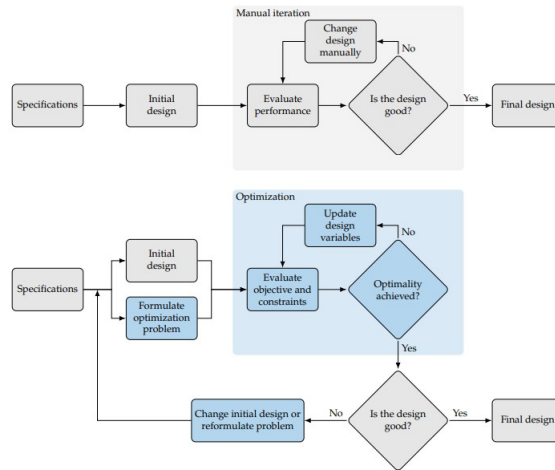 Manual iteration
Change
design
manually
No
Specifications
Initial
design
Evaluate
performance
Is the design
good?
Yes
Final design
Optimization
Update
design
variables
No
Initial
design
Specifications
Formulate
optimization
problem
Evaluate
objective and
constraints
Optimality
achieved?
Yes
Change initial design or
reformulate problem
No
Is the design
good?
Yes
Final design